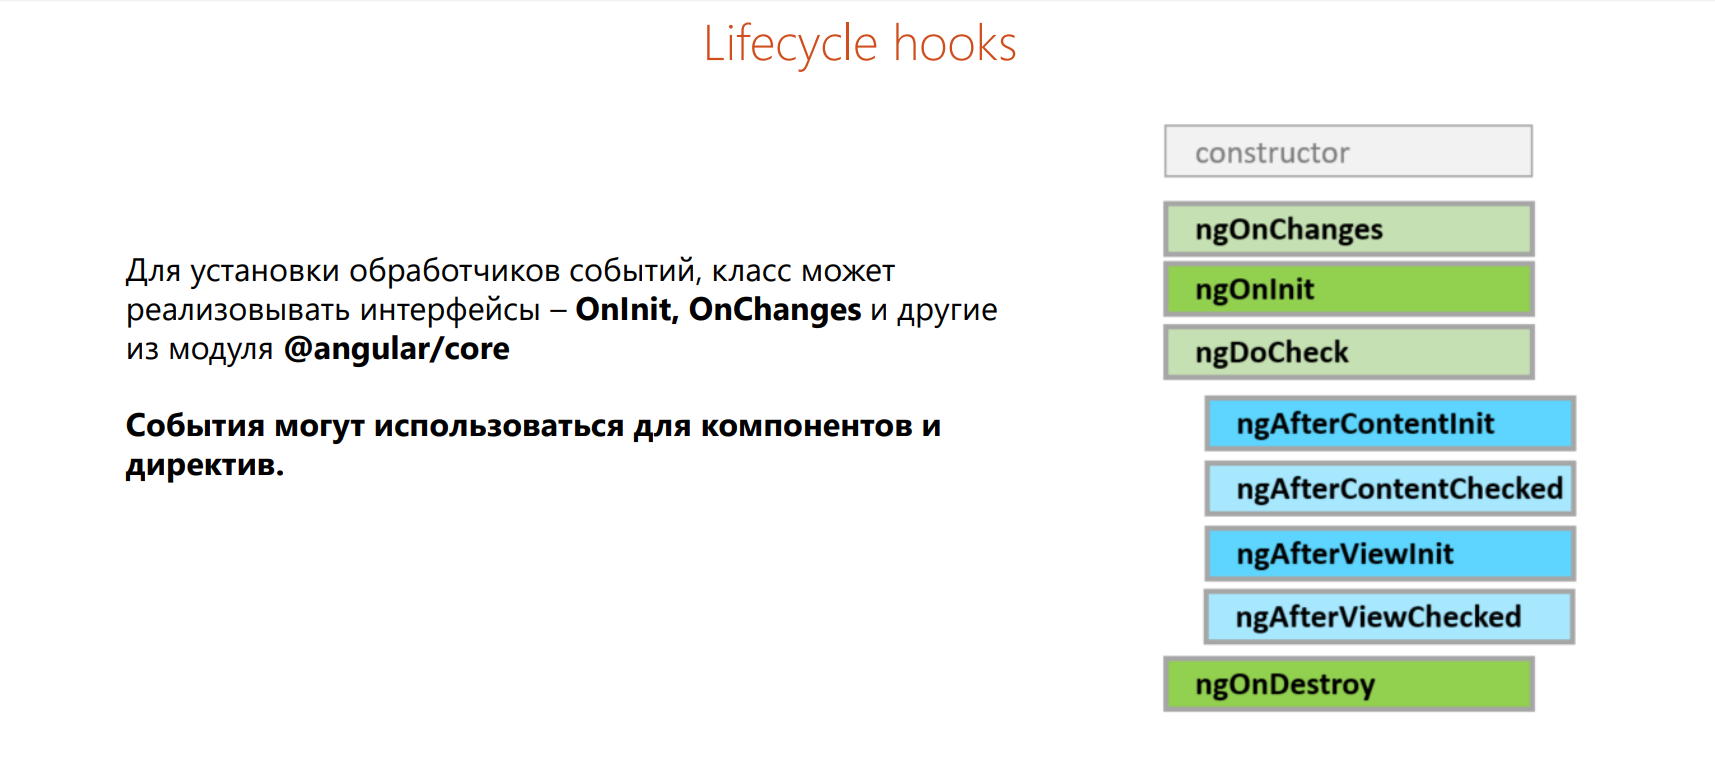 Lifecycle hooks
Для установки обработчиков событий, класс может
реализовывать интерфейсы – OnInit, OnChanges и другие
из модуля @angular/core
События могут использоваться для компонентов и
директив.
constructor
ngOnChanges
ngOnInit
ngDoCheck
ngAfterContentInit
ngAfterContentChecked
ngAfterViewInit
ngAfterViewChecked
ngOnDestroy